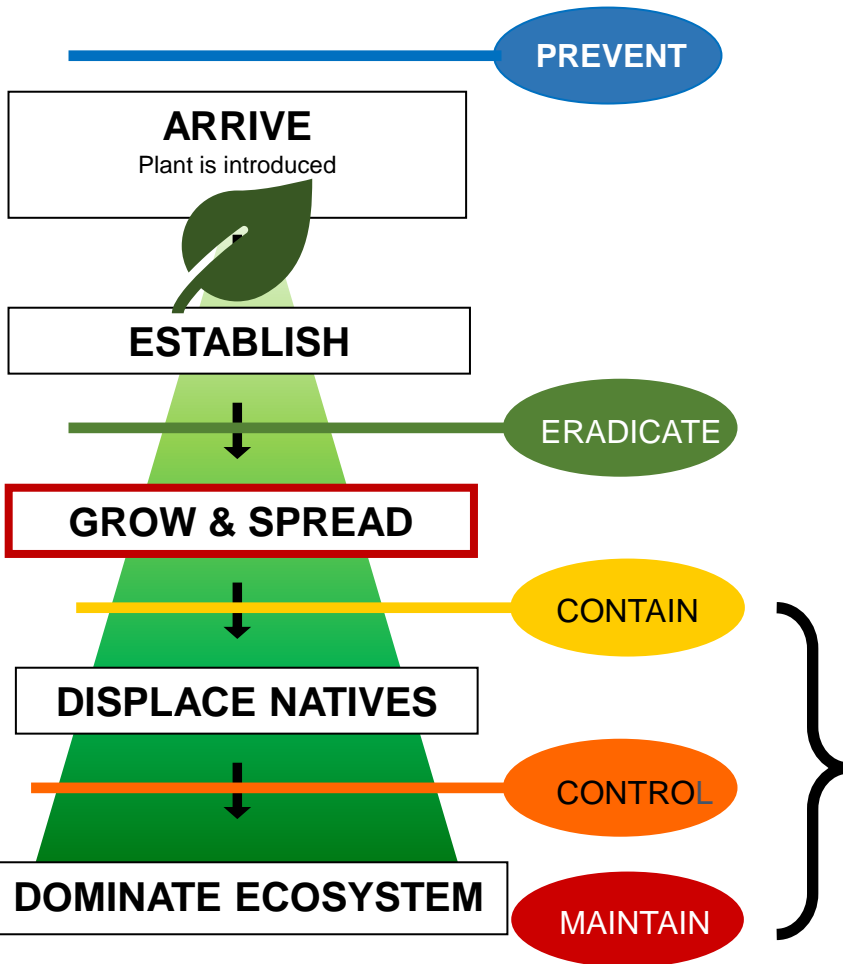 PREVENT
ARRIVE
Plant is introduced
ESTABLISH
ERADICATE
GROW & SPREAD
CONTAIN
DISPLACE NATIVES
CONTROL
DOMINATE ECOSYSTEM
MAINTAIN